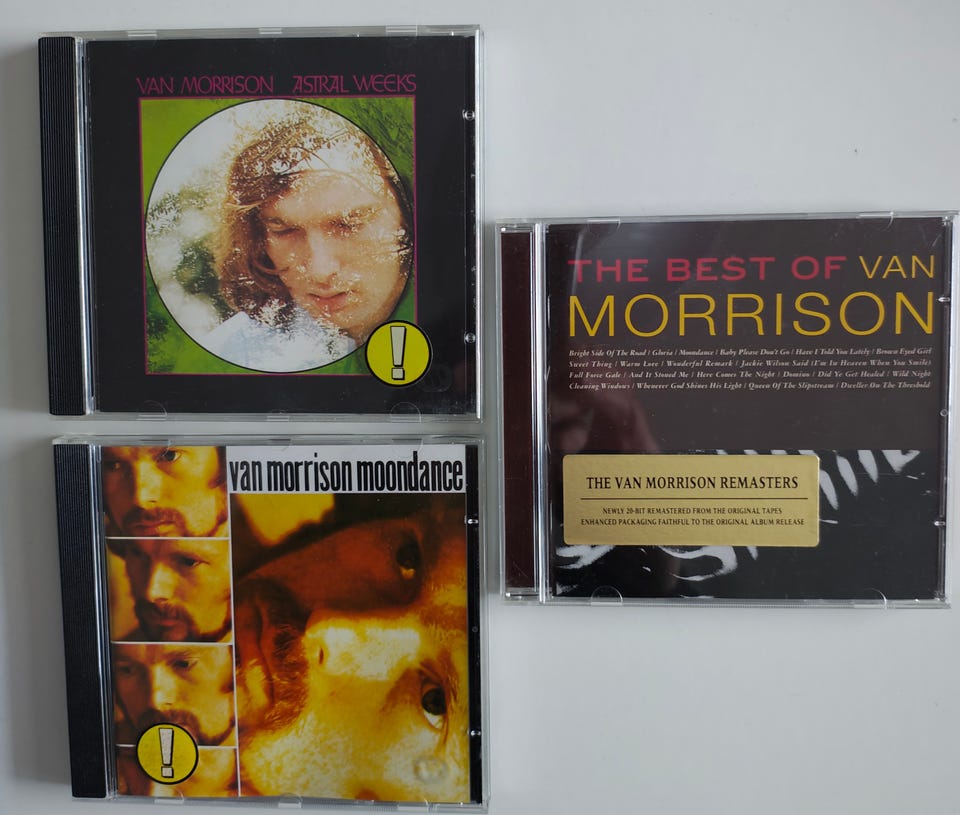 VAN MORRISON ASTRAL WEEKS
!
van morrison moondance
!
THE BEST OF VAN
MORRISON
Bright Side Of The Road / Gloria / Moondance / Baby Please Don't Go / Have I Told You Lately / Brown Eyed Girl
Sweet Thing / Warm Love / Wonderful Remark / Jackie Wilson Said (I'm In Heaven When You Smile)
Full Force Gale / And It Stoned Me / Here Comes The Night / Domino / Did Ye Get Healed / Wild Night
Cleaning Windows / Whenever God Shines His Light / Queen Of The Slipstream / Dweller On The Threshold
THE VAN MORRISON REMASTERS
NEWLY 20-BIT REMASTERED FROM THE ORIGINAL TAPES
ENHANCED PACKAGING FAITHFUL TO THE ORIGINAL ALBUM RELEASE